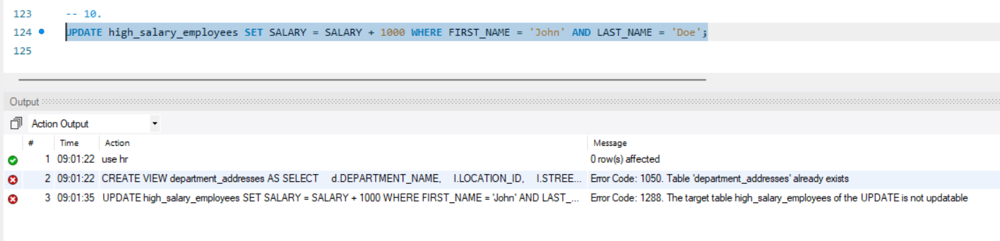 123 -- 10.
124 UPDATE high_salary_employees SET SALARY = SALARY + 1000 WHERE FIRST_NAME = 'John' AND LAST_NAME = 'Doe';
125
Output
Action Output
# Time Action Message
1 09:01:22 use hr 0 row(s) affected
2 09:01:22 CREATE VIEW department_addresses AS SELECT d.DEPARTMENT_NAME, l.LOCATION_ID, l.STREE... Error Code: 1050. Table 'department_addresses' already exists
3 09:01:35 UPDATE high_salary_employees SET SALARY = SALARY + 1000 WHERE FIRST_NAME = 'John' AND LAST_... Error Code: 1288. The target table high_salary_employees of the UPDATE is not updatable